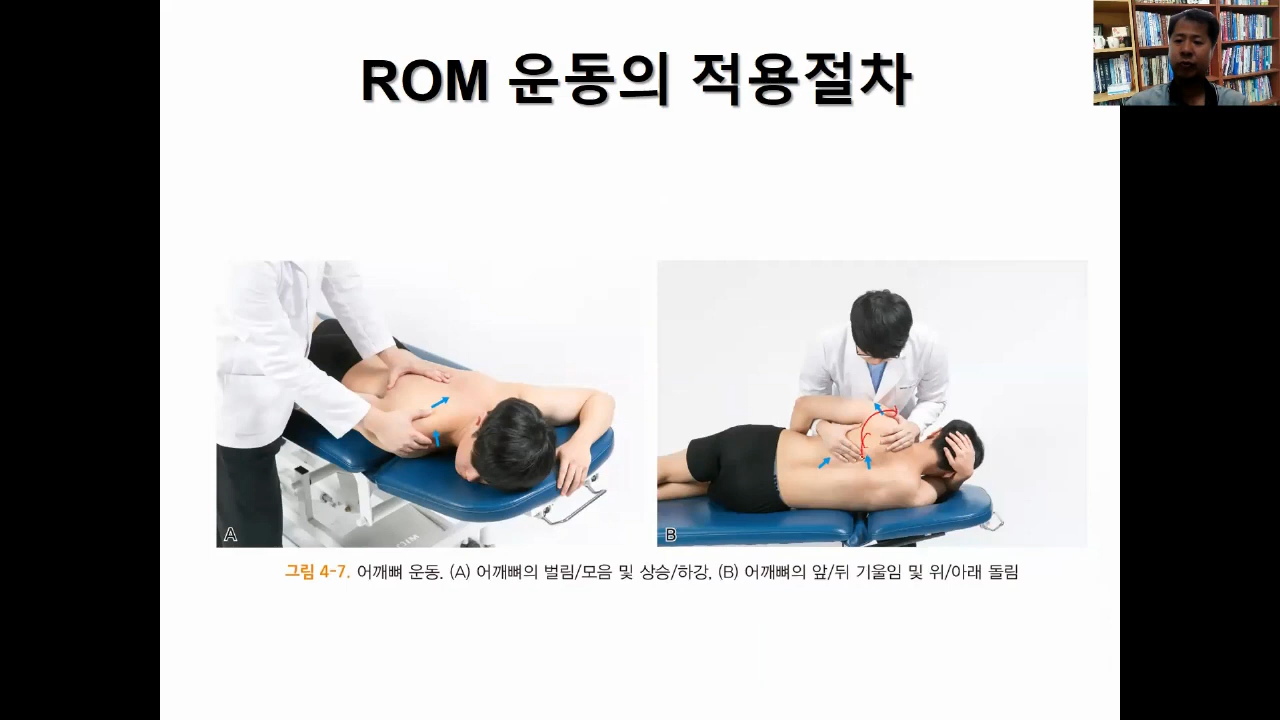 ROM 운동의 적용절차
A
B
그림 4-7. 어깨뼈 운동. (A) 어깨뼈의 벌림/모음 및 상승/하강, (B) 어깨뼈의 앞/뒤 기울임 및 위/아래 돌림